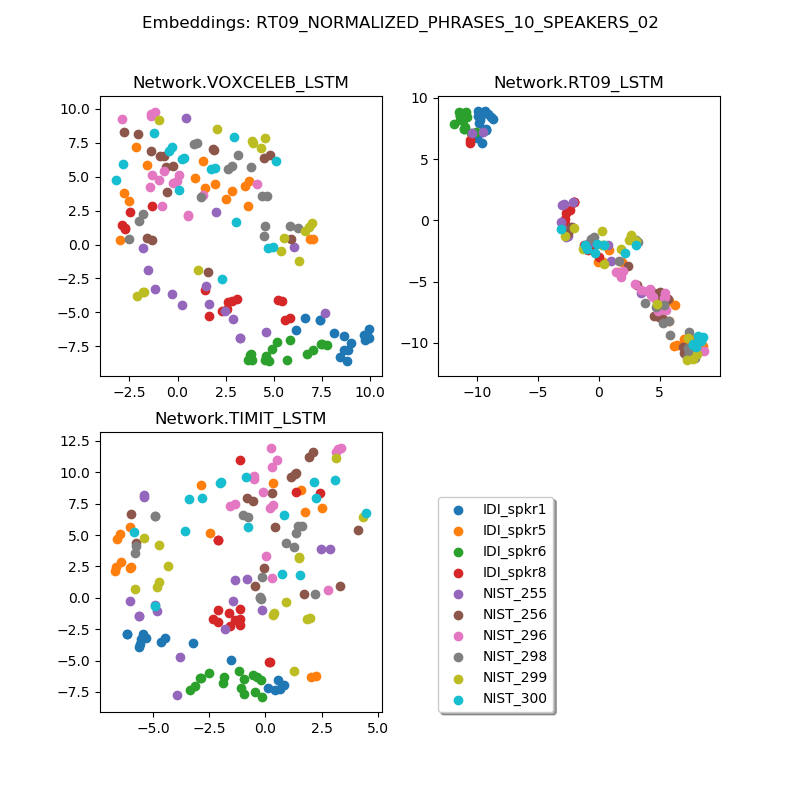 Embeddings: RT09_NORMALIZED_PHRASES_10_SPEAKERS_02
Network.VOXCELEB_LSTM
10.0
7.5
5.0
2.5
0.0
−2.5
−5.0
−7.5
−2.5 0.0 2.5 5.0 7.5 10.0
Network.RT09_LSTM
10
5
0
−5
−10
−10 −5 0 5
Network.TIMIT_LSTM
12.5
10.0
7.5
5.0
2.5
0.0
−2.5
−5.0
−7.5
−5.0 −2.5 0.0 2.5 5.0
IDI_spkr1
IDI_spkr5
IDI_spkr6
IDI_spkr8
NIST_255
NIST_256
NIST_296
NIST_298
NIST_299
NIST_300